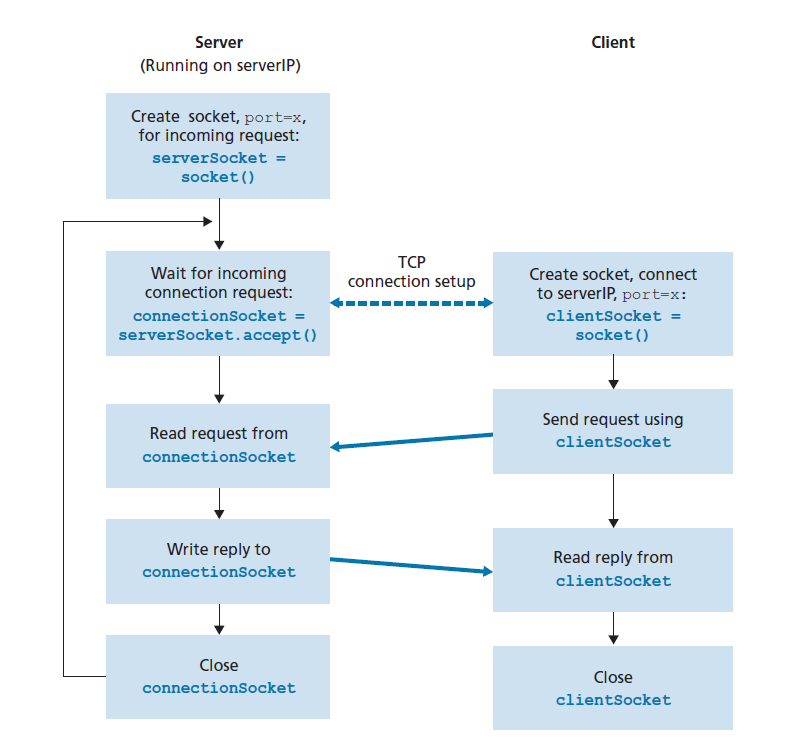 Server
(Running on serverIP)
Client
Create socket, port=x,
for incoming request:
serverSocket =
socket()
Wait for incoming
connection request:
connectionSocket =
serverSocket.accept()
TCP
connection setup
Create socket, connect
to serverIP, port=x:
clientSocket =
socket()
Read request from
connectionSocket
Send request using
clientSocket
Write reply to
connectionSocket
Read reply from
clientSocket
Close
connectionSocket
Close
clientSocket